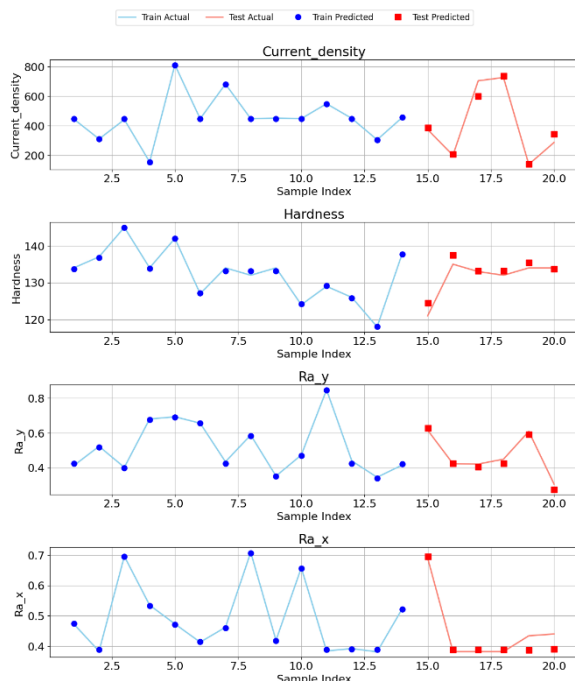 Train Actual Test Actual Train Predicted Test Predicted
Current_density
Current_density
800
600
400
200
2.5 5.0 7.5 10.0 12.5 15.0 17.5 20.0
Sample Index
Hardness
Hardness
140
130
120
2.5 5.0 7.5 10.0 12.5 15.0 17.5 20.0
Sample Index
Ra_y
Ra_y
0.8
0.6
0.4
2.5 5.0 7.5 10.0 12.5 15.0 17.5 20.0
Sample Index
Ra_x
Ra_x
0.7
0.6
0.5
0.4
2.5 5.0 7.5 10.0 12.5 15.0 17.5 20.0
Sample Index